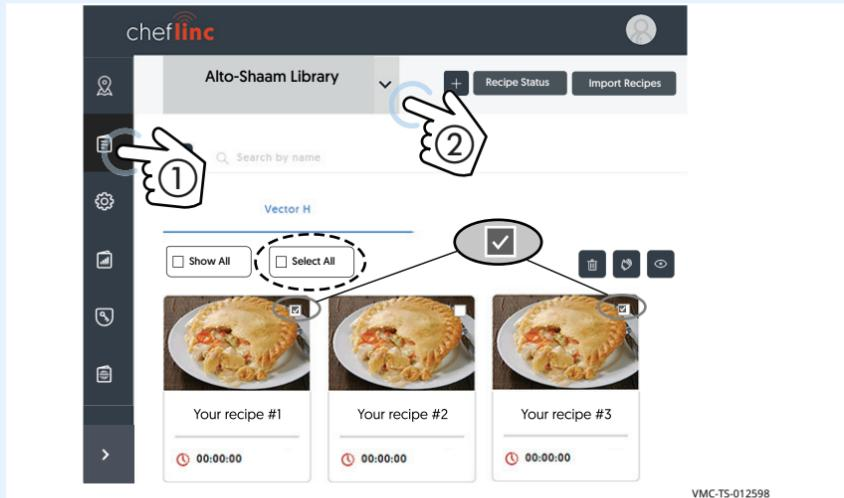 cheflinc
Alto-Shaam Library
+ Recipe Status Import Recipes
1
2
Search by name
Vector H
Show All Select All
Your recipe #1 Your recipe #2 Your recipe #3
00:00:00 00:00:00 00:00:00
VMC-TS-012598